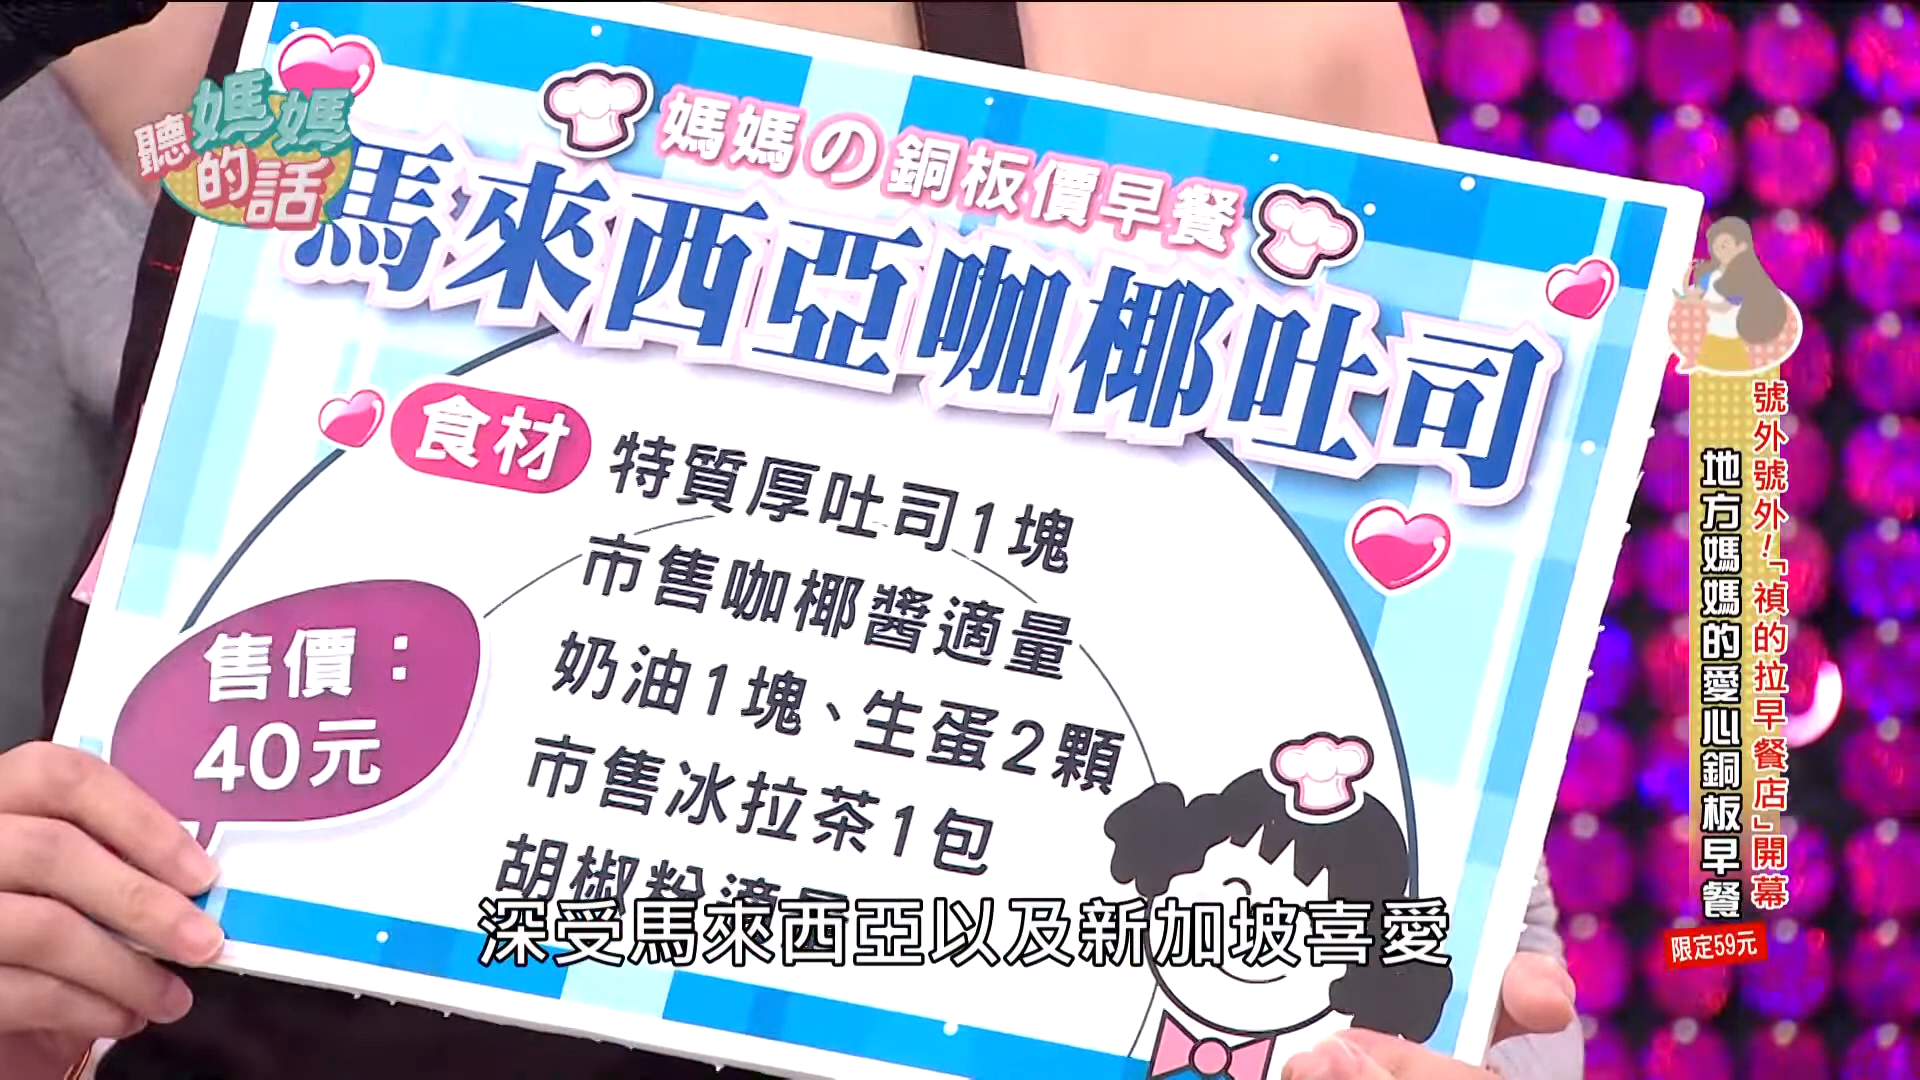 聽媽媽的話
媽媽の銅板價早餐
馬來西亞咖椰吐司
食材
特質厚吐司1塊
市售咖椰醬適量
奶油1塊、生蛋2顆
市售冰拉茶1包
胡椒粉適量
售價：
40元
深受馬來西亞以及新加坡喜愛
號外號外！「禎的拉早餐店」開幕
地方媽媽的愛心銅板早餐
限定59元